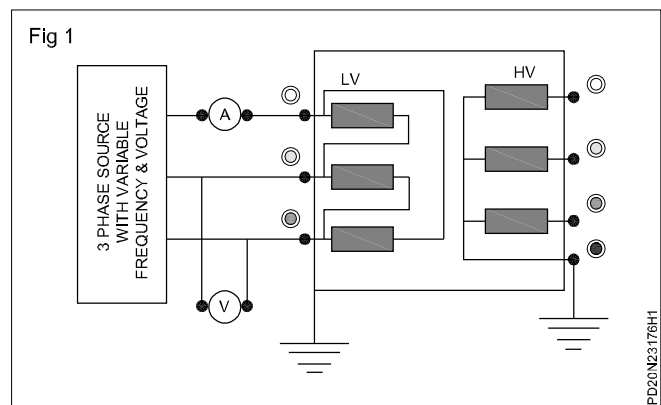 Fig 1
3 PHASE SOURCE
WITH VARIABLE
FREQUENCY & VOLTAGE
A
V
LV
HV
PD20N23176H1